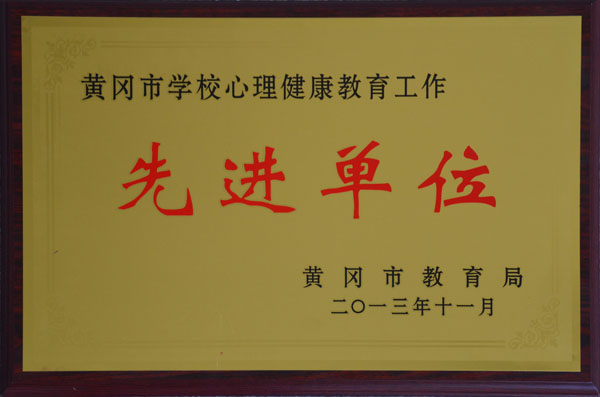 黄冈市学校心理健康教育工作
先进单位
黄冈市教育局
二〇一三年十一月